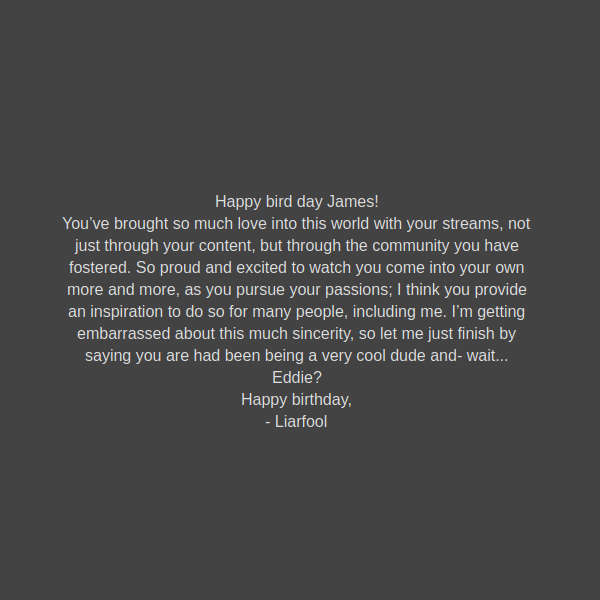 Happy bird day James!
You’ve brought so much love into this world with your streams, not
just through your content, but through the community you have
fostered. So proud and excited to watch you come into your own
more and more, as you pursue your passions; I think you provide
an inspiration to do so for many people, including me. I’m getting
embarrassed about this much sincerity, so let me just finish by
saying you are had been being a very cool dude and- wait...
Eddie?
Happy birthday,
- Liarfool